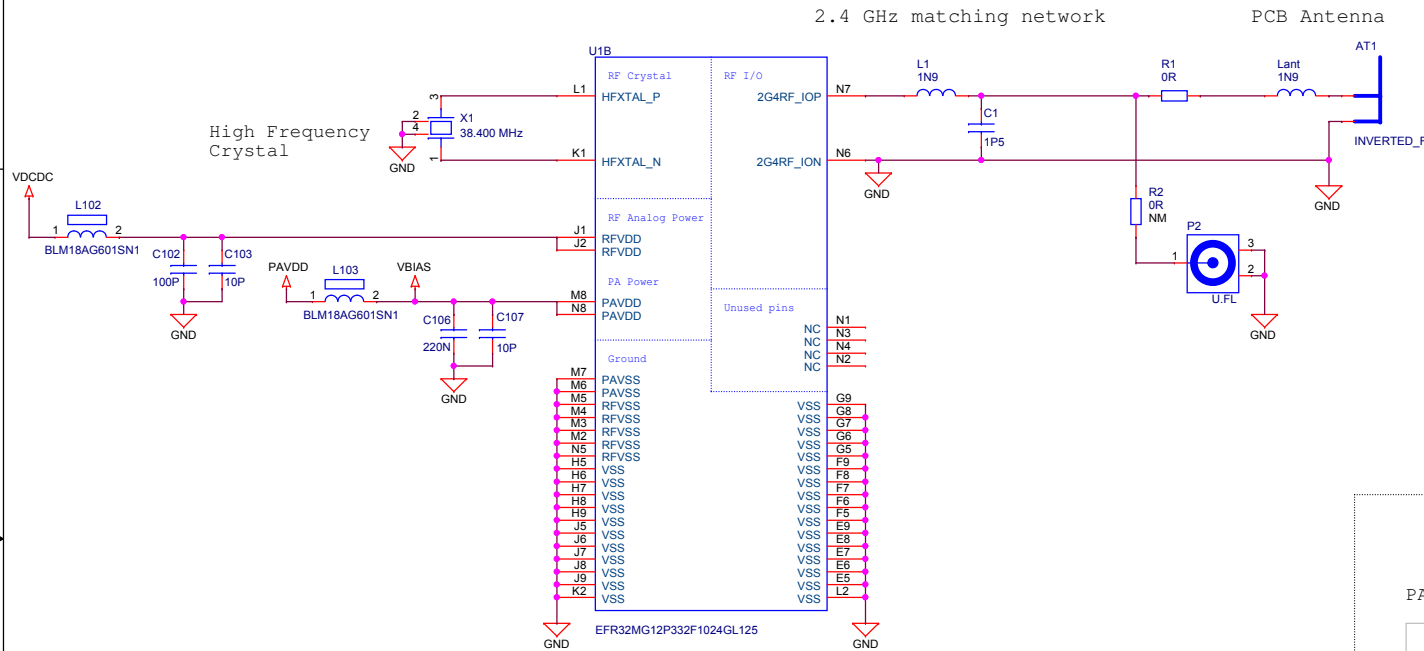 2.4 GHz matching network
PCB Antenna
U1B
AT1
RF Crystal
RF I/O
L1
1N9
R1
0R
Lant
1N9
L1
HFXTAL_P
2G4RF_IOP
N7
3
2
4
1
X1
38.400 MHz
High Frequency
Crystal
GND
C1
1P5
INVERTED_F
K1
HFXTAL_N
2G4RF_ION
N6
GND
GND
VDCDC
L102
1
2
BLM18AG601SN1
C102
100P
C103
10P
GND
RF Analog Power
J1
RFVDD
J2
RFVDD
R2
0R
NM
P2
1
3
2
U.FL
GND
PAVDD
L103
1
2
BLM18AG601SN1
VBIAS
C106
220N
C107
10P
GND
PA Power
M8
PAVDD
N8
PAVDD
Unused pins
NC
N1
NC
N3
NC
N4
NC
N2
Ground
M7
PAVSS
M6
PAVSS
M5
RFVSS
M4
RFVSS
M3
RFVSS
M2
RFVSS
N5
RFVSS
H5
VSS
H6
VSS
H7
VSS
H8
VSS
H9
VSS
J5
VSS
J6
VSS
J7
VSS
J8
VSS
J9
VSS
K2
VSS
VSS
G9
VSS
G8
VSS
G7
VSS
G6
VSS
G5
VSS
F9
VSS
F8
VSS
F7
VSS
F6
VSS
F5
VSS
E9
VSS
E8
VSS
E7
VSS
E6
VSS
E5
VSS
L2
GND
EFR32MG12P332F1024GL125
GND
PA